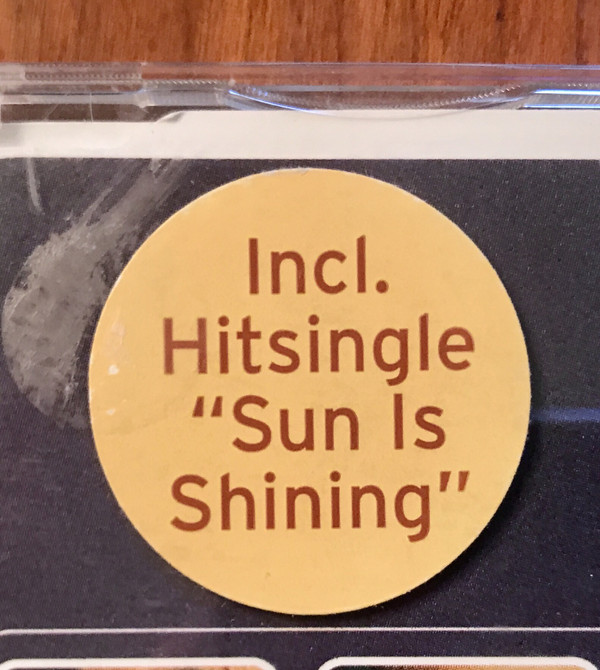 Incl.
Hitsingle
“Sun Is
Shining”